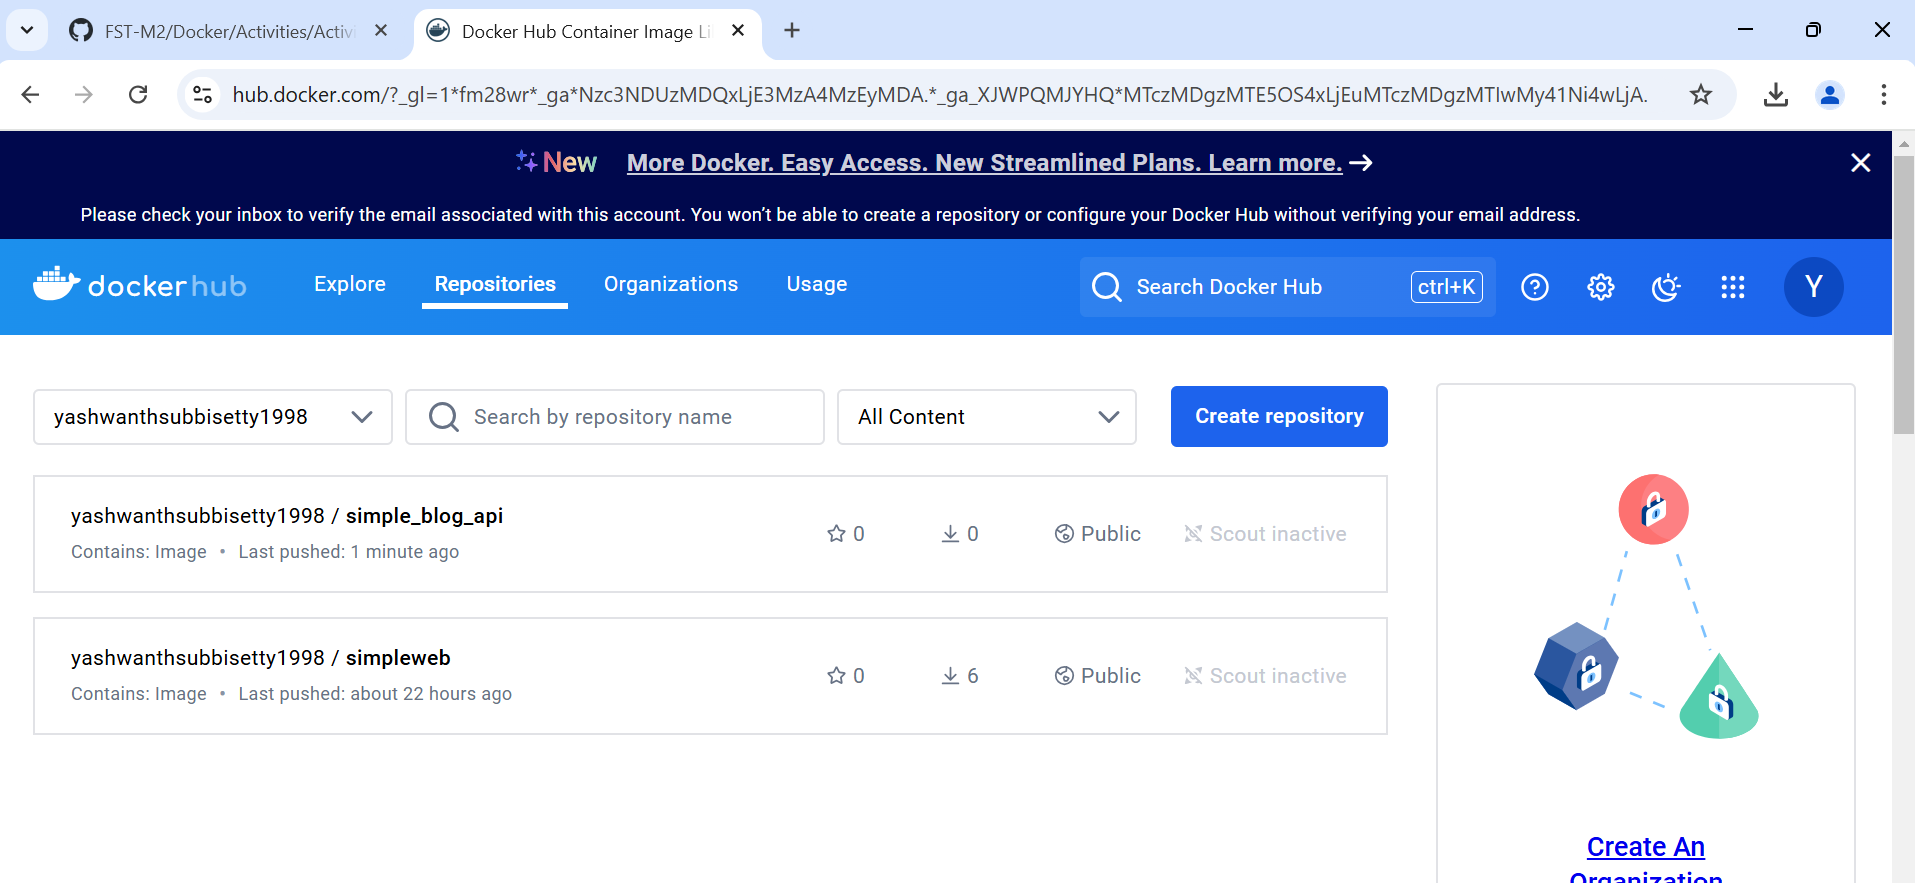 FST-M2/Docker/Activities/Activi
Docker Hub Container Image Li
hub.docker.com/?_gl=1*fm28wr*_ga*Nzc3NDUzMDQxLjE3MzA4MzEyMDA.*_ga_XJWPQMJYHQ*MTczMDgzMTE5OS4xLjEuMTczMDgzMTIwMy41Ni4wLjA.
New More Docker. Easy Access. New Streamlined Plans. Learn more. →
Please check your inbox to verify the email associated with this account. You won’t be able to create a repository or configure your Docker Hub without verifying your email address.
dockerhub Explore Repositories Organizations Usage Search Docker Hub ctrl+K Y
yashwanthsubbisetty1998 Search by repository name All Content Create repository
yashwanthsubbisetty1998 / simple_blog_api
Contains: Image • Last pushed: 1 minute ago
0 0 Public Scout inactive
yashwanthsubbisetty1998 / simpleweb
Contains: Image • Last pushed: about 22 hours ago
0 6 Public Scout inactive
Create An
Organization